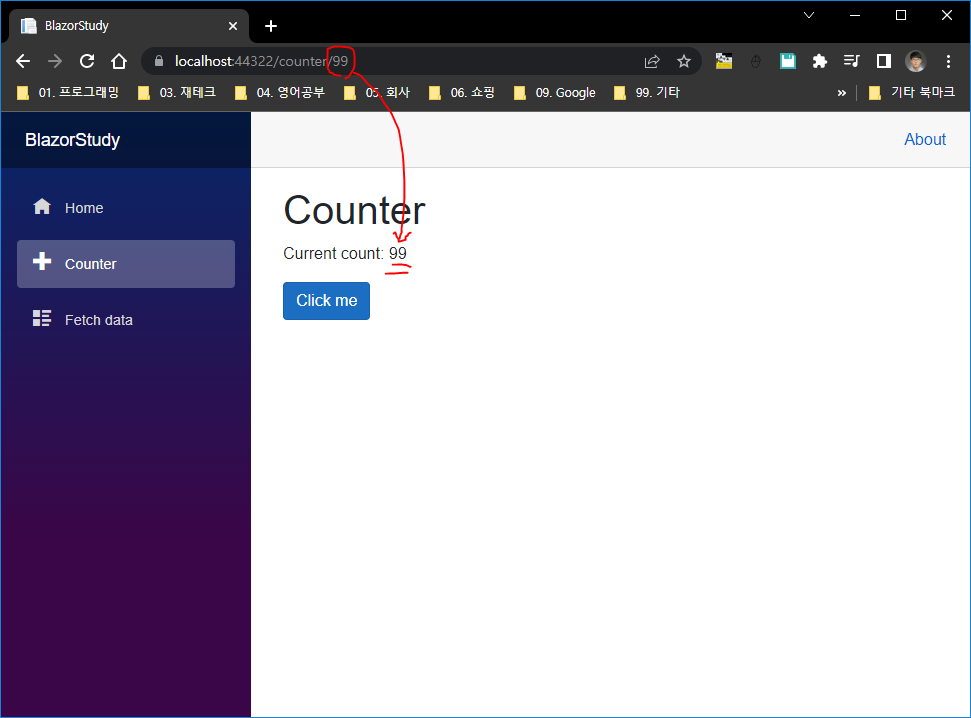 BlazorStudy
localhost:44322/counter/99
01. 프로그래밍 03. 재테크 04. 영어공부 05. 회사 06. 쇼핑 09. Google 99. 기타 » 기타 북마크
BlazorStudy
About
Home
Counter
Fetch data
Counter
Current count: 99
Click me